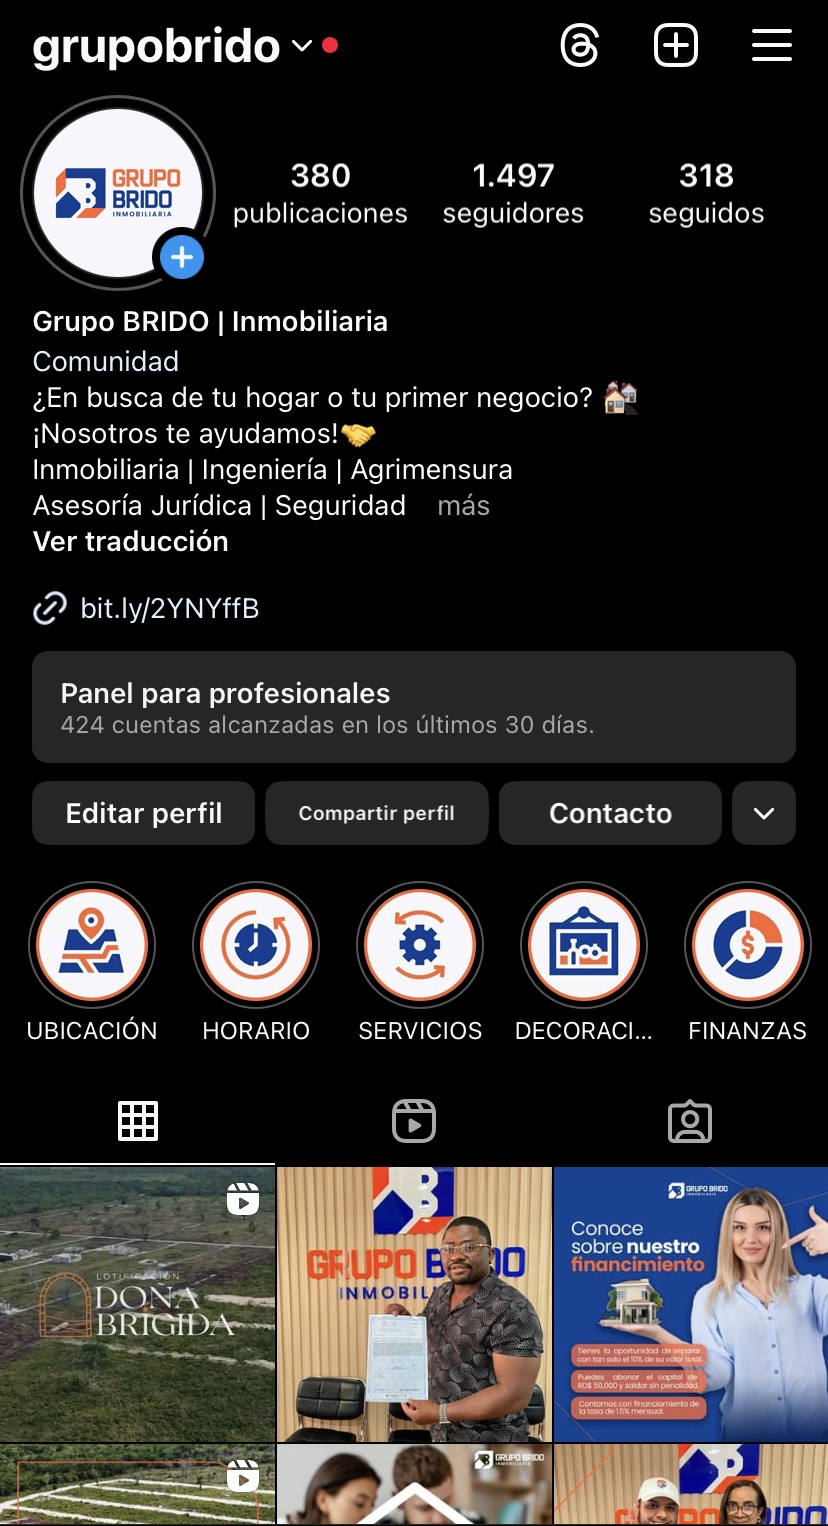 grupobrido
GRUPO
BRIDO
INMOBILIARIA
380
publicaciones
1.497
seguidores
318
seguidos
Grupo BRIDO | Inmobiliaria
Comunidad
¿En busca de tu hogar o tu primer negocio? 🏘️
¡Nosotros te ayudamos!🤝
Inmobiliaria | Ingeniería | Agrimensura
Asesoría Jurídica | Seguridad más
Ver traducción
bit.ly/2YNYffB
Panel para profesionales
424 cuentas alcanzadas en los últimos 30 días.
Editar perfil
Compartir perfil
Contacto
UBICACIÓN
HORARIO
SERVICIOS
DECORACI...
FINANZAS
LOTIFICACIÓN
DOÑA
BRIGIDA
GRUPO B IDO
INMOBILI
GRUPO BRIDO
INMOBILIARIA
Conoce
sobre nuestro
financiamiento
Tienes la oportunidad de separar
con tan solo el 10% de su valor total.
Puedes abonar el capital de
RD$ 50,000 y saldar sin penalidad.
Contamos con financiamiento de
la tasa de 1.5% mensual.
GRUPO BRIDO
INMOBILIARIA